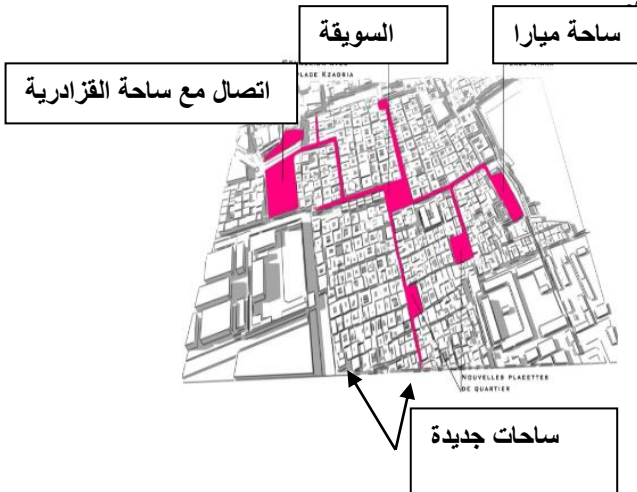 ساحة ميارا
السويقة
اتصال مع ساحة القزادرية
PLACE KZADRIA
NOUVELLES PLACETTES
DE QUARTIER
ساحات جديدة